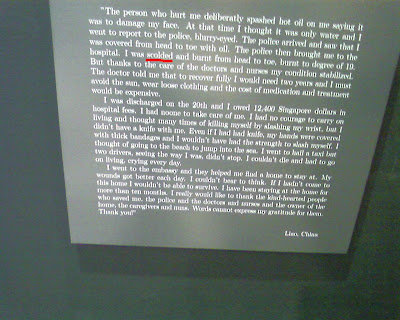 "The person who hurt me deliberately spashed hot oil on me saying it
was to damage my face. At that time I thought it was only water and I
went to report to the police, blurry-eyed. The police arrived and saw that I
was covered from head to toe with oil. The police then brought me to the
hospital. I was scolded and burnt from head to toe, burnt to degree of 12.
But thanks to the care of the doctors and nurses my condition stabilized.
The doctor told me that to recover fully I would need two years and I must
avoid the sun, wear loose clothing and the cost of medication and treatment
would be expensive.
I was discharged on the 20th and I owed 12,400 Singapore dollars in
hospital fees. I had noone to take care of me. I had no courage to carry on
living and thought many times of killing myself by slashing my wrist, but I
didn't have a knife with me. Even if I had had knife, my hands were covered
with thick bandages and I wouldn't have had the strength to slash myself. I
thought of going to the beach to jump into the sea. I went to hail a taxi but
two drivers, seeing the way I was, didn't stop. I couldn't die and had to go
on living, crying every day.
I went to the embassy and they helped me find a home to stay at. My
wounds got better each day. I couldn't bear to think. If I hadn't come to
this home I wouldn't be able to survive. I have been staying at the home for
more than ten months. I really would like to thank the kind-hearted people
who saved me, the police and the doctors and nurses and the owner of the
home, the caregivers and nuns. Words cannot express my gratitude for them.
Thank you!"
Liao, China